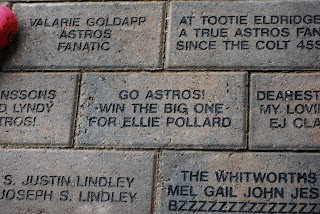 VALARIE GOLDAPP
ASTROS
FANATIC
AT TOOTIE ELDRIDGE
A TRUE ASTROS FAN
SINCE THE COLT 45S
NSSONS
D LYNDY
TROS!
GO ASTROS!
WIN THE BIG ONE
FOR ELLIE POLLARD
DEAREST
MY LOVI
EJ CLA
S. JUSTIN LINDLEY
JOSEPH S. LINDLEY
THE WHITWORTHS
MEL GAIL JOHN JES
BZZZZZZZZZZZZZZ